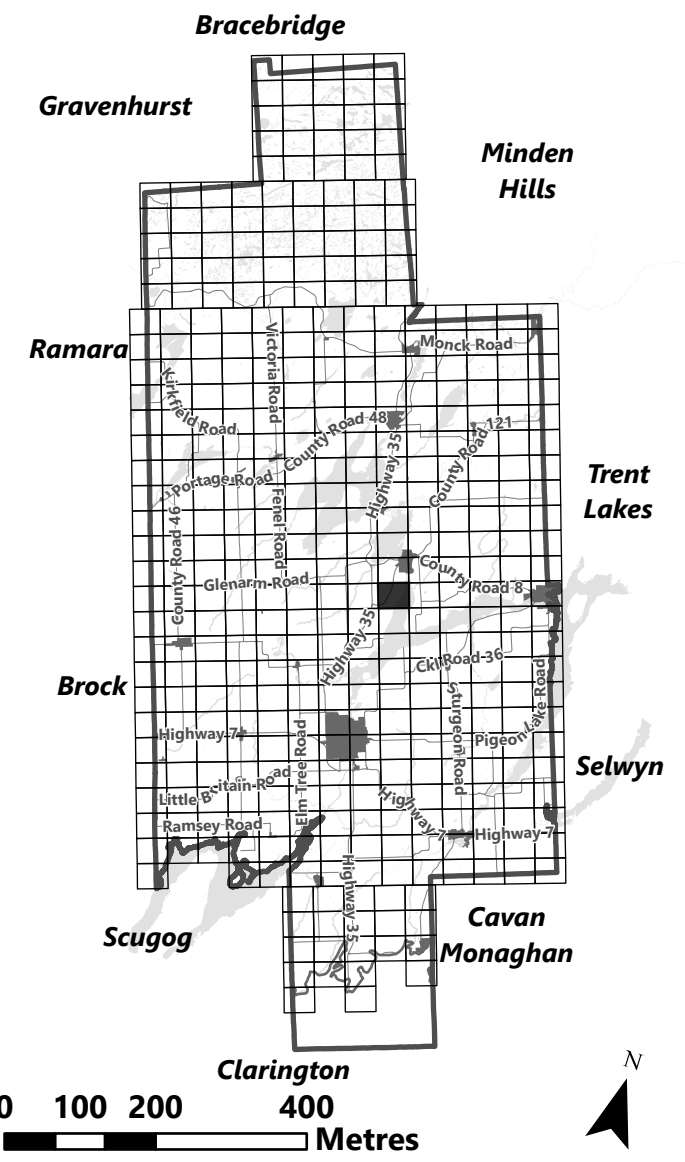 Bracebridge
Gravenhurst
Minden
Hills
Ramara
Monck Road
Victoria Road
Kirkfield Road
County Road 48
County Road 121
Highway 35
Portage Road
Trent
Lakes
Fenel Road
County Road 46
County Road 8
Glenarm Road
Highway 35
Ckl Road 36
Brock
Sturgeon Road
Pigeon Lake Road
Highway 7
Elm Tree Road
Selwyn
Little Britain Road
Highway 7
Ramsey Road
Highway 7
Highway 35
Cavan
Monaghan
Scugog
Clarington
N
0 100 200 400
Metres